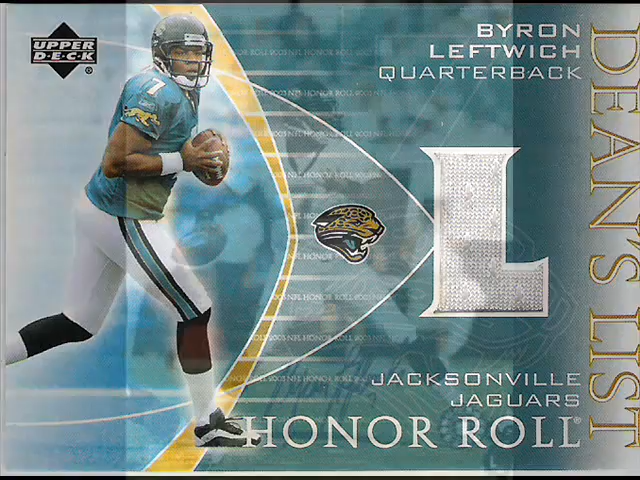 UPPER
DECK
®
BYRON
LEFTWICH
QUARTERBACK
7
DEAN'S LIST
L
JACKSONVILLE
JAGUARS
HONOR ROLL®